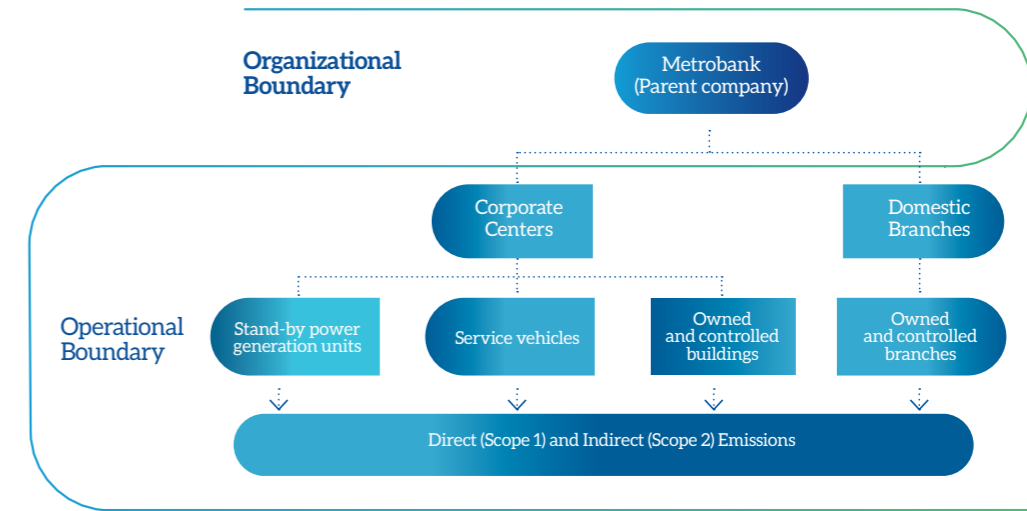 Organizational
Boundary
Metrobank
(Parent company)
Corporate
Centers
Domestic
Branches
Operational
Boundary
Stand-by power
generation units
Service vehicles
Owned
and controlled
buildings
Owned
and controlled
branches
Direct (Scope 1) and Indirect (Scope 2) Emissions